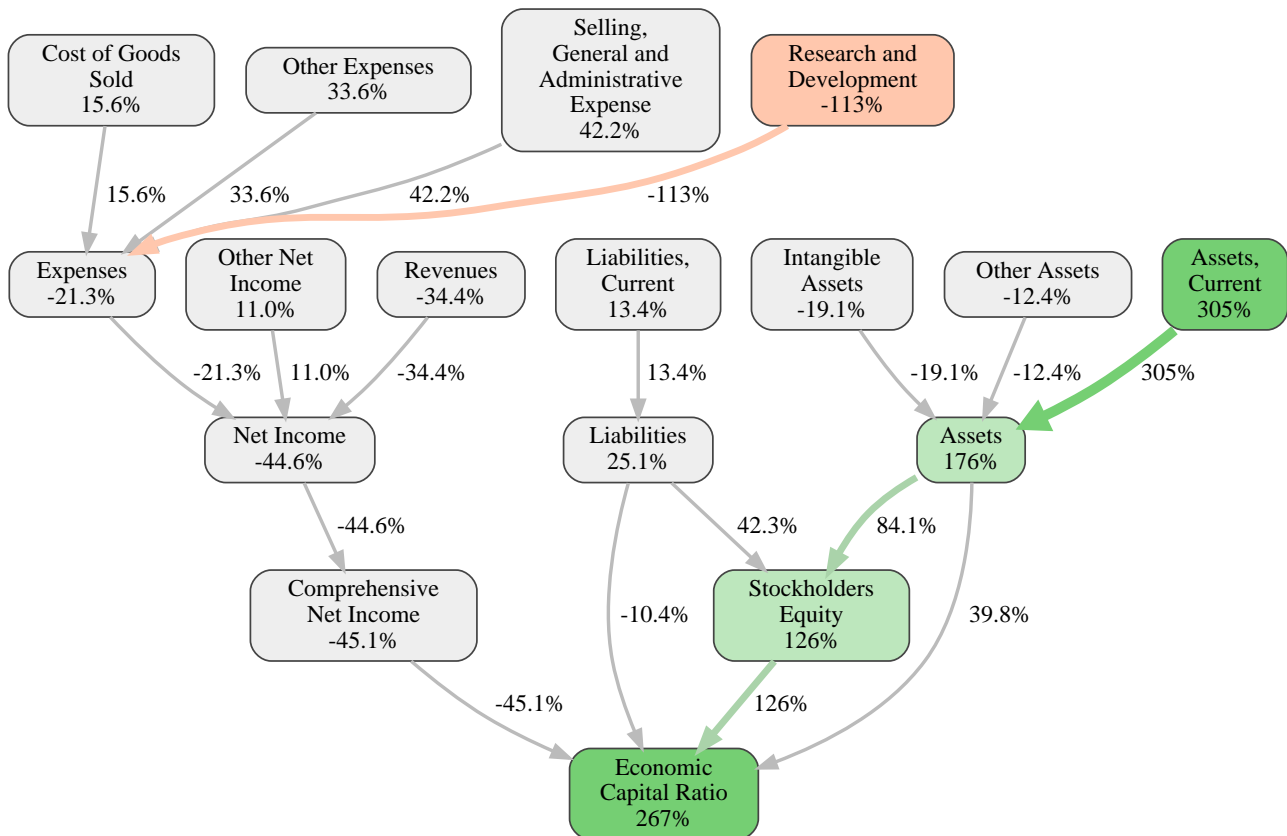 Cost of Goods
Sold
15.6%
Other Expenses
33.6%
Selling,
General and
Administrative
Expense
42.2%
Research and
Development
-113%
15.6%
33.6%
42.2%
-113%
Expenses
-21.3%
Other Net
Income
11.0%
Revenues
-34.4%
Liabilities,
Current
13.4%
Intangible
Assets
-19.1%
Other Assets
-12.4%
Assets,
Current
305%
-21.3%
11.0%
-34.4%
13.4%
-19.1%
-12.4%
305%
Net Income
-44.6%
Liabilities
25.1%
Assets
176%
-44.6%
42.3%
84.1%
Comprehensive
Net Income
-45.1%
-10.4%
Stockholders
Equity
126%
39.8%
-45.1%
126%
Economic
Capital Ratio
267%